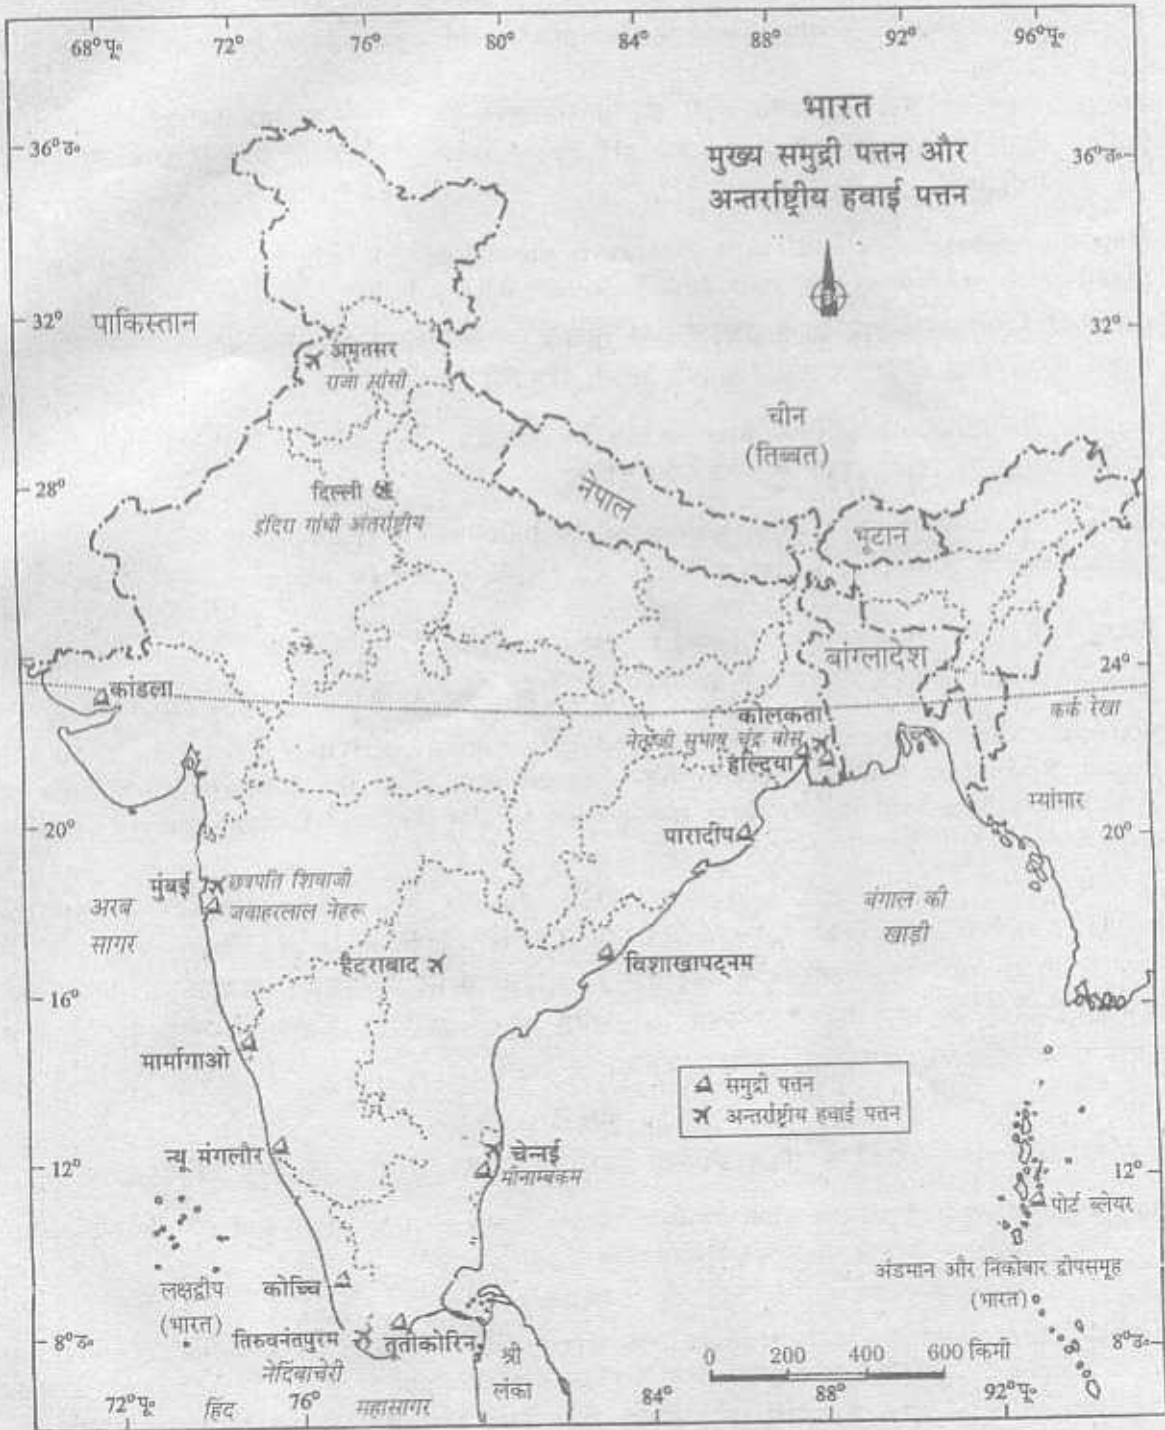 68°पू॰ 72° 76° 80° 84° 88° 92° 96°पू॰
भारत
मुख्य समुद्री पत्तन और
अन्तर्राष्ट्रीय हवाई पत्तन
36°उ॰ 36°उ॰
32° 32°
पाकिस्तान
अमृतसर
राजा सांसी
चीन
(तिब्बत)
28° 28°
नेपाल
दिल्ली
इंदिरा गांधी अंतर्राष्ट्रीय
भूटान
बांग्लादेश
24°
कांडला
कर्क रेखा
कोलकता
नेताजी सुभाष चंद्र बोस
हल्दिया
म्यांमार
20° 20°
पारादीप
मुंबई छत्रपति शिवाजी
जवाहरलाल नेहरू
अरब
सागर
बंगाल की
खाड़ी
हैदराबाद
विशाखापट्नम
16°
मार्मागाओ
समुद्री पत्तन
अन्तर्राष्ट्रीय हवाई पत्तन
न्यू मंगलौर
चेन्नई
मीनाम्बकम
12° 12°
पोर्ट ब्लेयर
लक्षद्वीप
(भारत)
कोच्चि
अंडमान और निकोबार द्वीपसमूह
(भारत)
तिरुवनंतपुरम
नेदिंबाचेरी
तूतीकोरिन
8°उ॰ 8°उ॰
श्री
लंका
0 200 400 600 किमी
72°पू॰ 76° 84° 88° 92°पू॰
हिंद महासागर